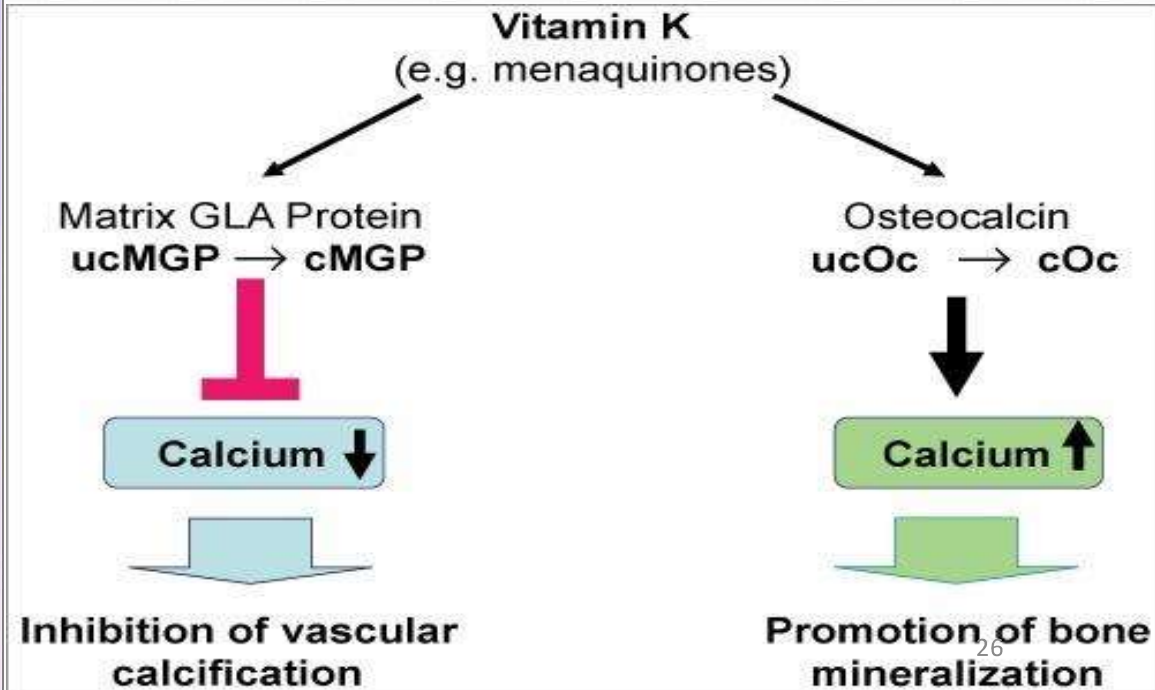 Vitamin K
(e.g. menaquinones)
Matrix GLA Protein
ucMGP → cMGP
Calcium ↓
Inhibition of vascular
calcification
Osteocalcin
ucOc → cOc
Calcium ↑
Promotion of bone
mineralization
26